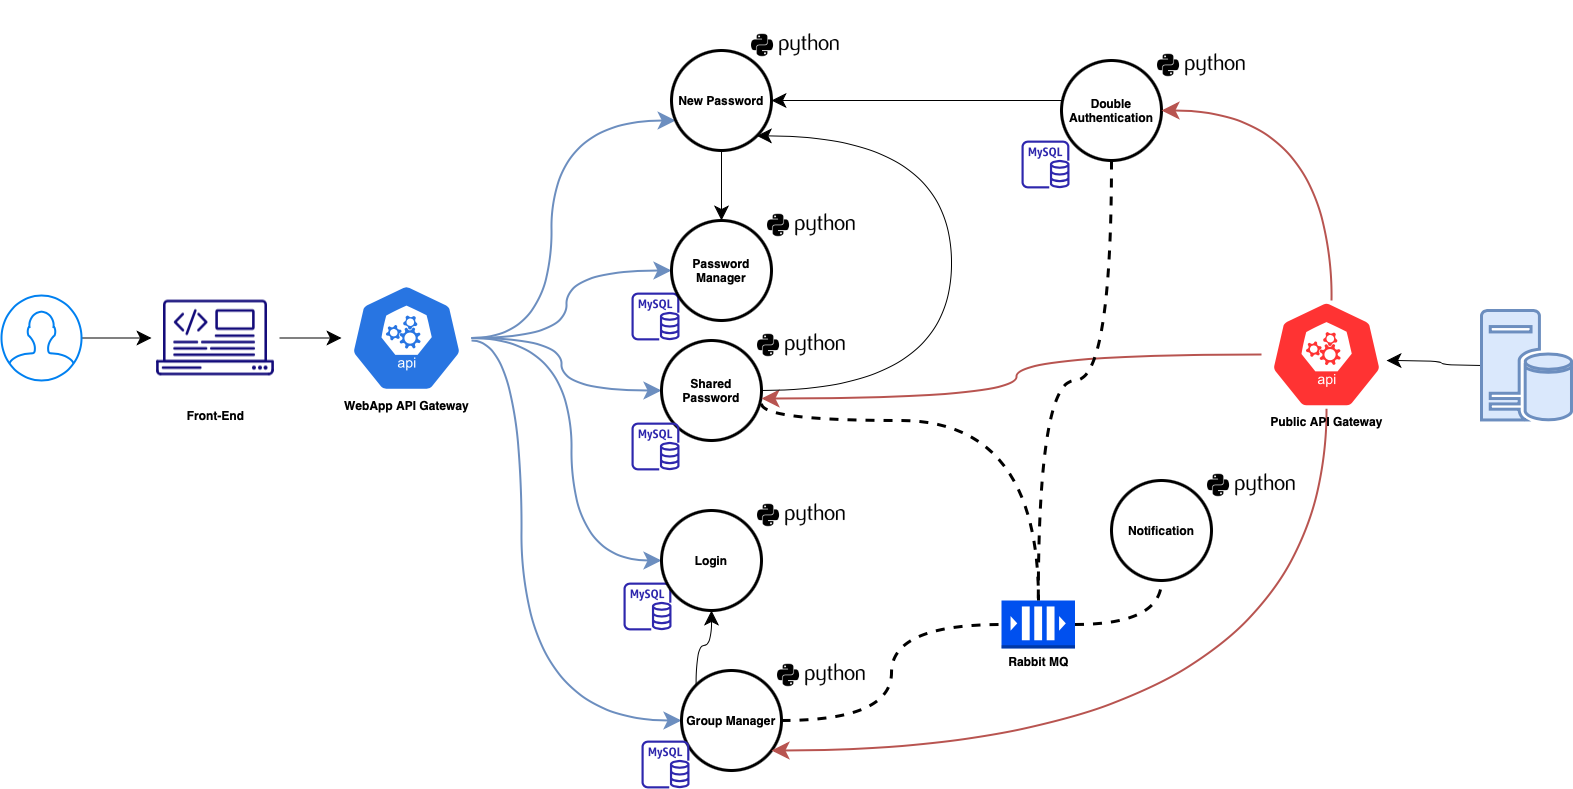 python
New Password
python
Double
Authentication
MySQL
python
Password
Manager
MySQL
python
Shared
Password
MySQL
api
WebApp API Gateway
Front-End
api
Public API Gateway
python
Notification
python
Login
MySQL
Rabbit MQ
python
Group Manager
MySQL